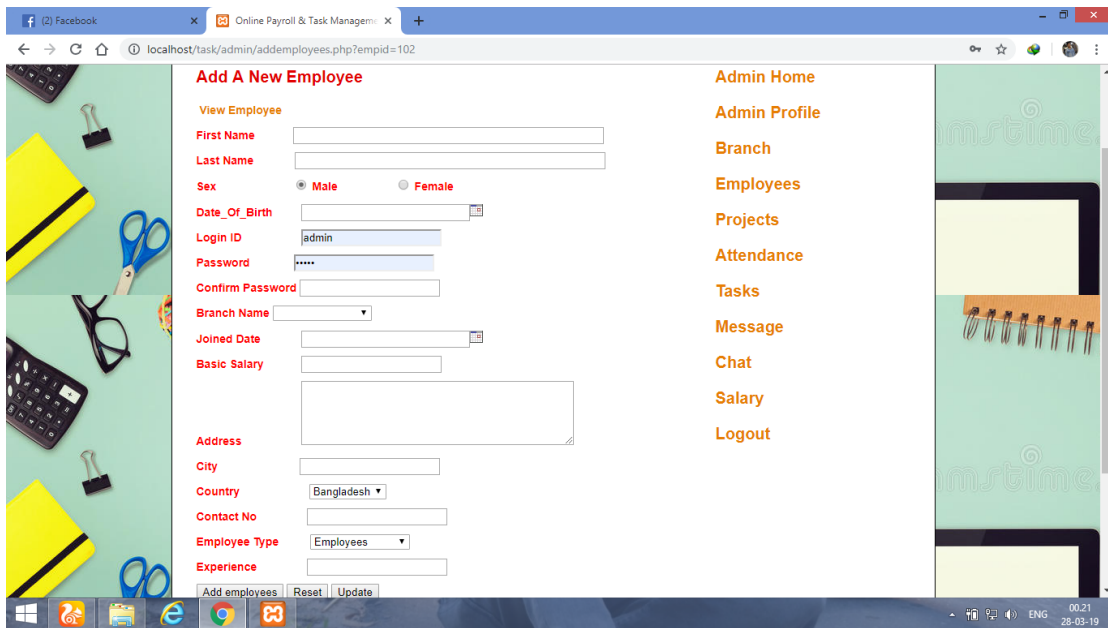 (2) Facebook
Online Payroll & Task Manageme
localhost/task/admin/addemployees.php?empid=102
Add A New Employee
View Employee
First Name
Last Name
Sex Male Female
Date_Of_Birth
Login ID admin
Password •••••
Confirm Password
Branch Name
Joined Date
Basic Salary
Address
City
Country Bangladesh
Contact No
Employee Type Employees
Experience
Add employees Reset Update
Admin Home
Admin Profile
Branch
Employees
Projects
Attendance
Tasks
Message
Chat
Salary
Logout
ENG
00.21
28-03-19